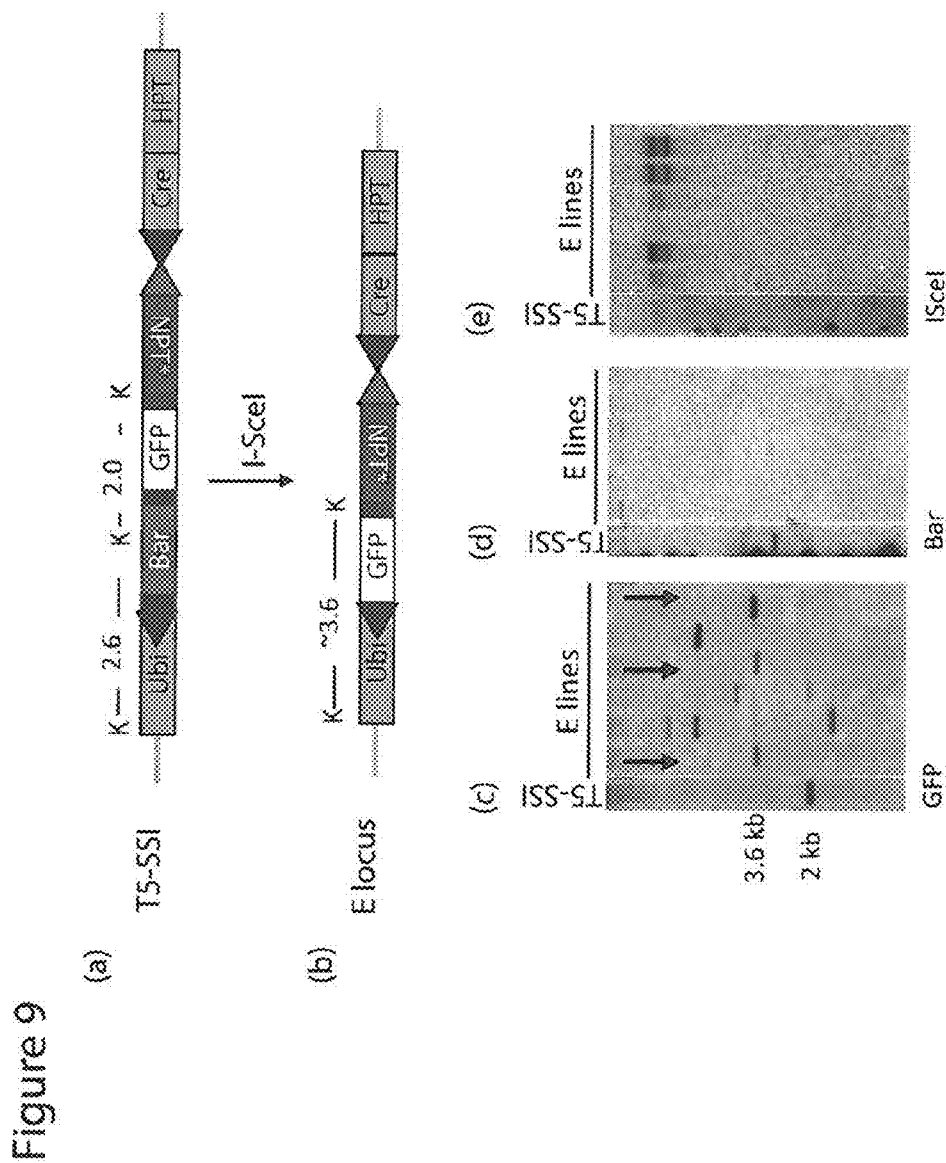 Figure 9
(a)
K— 2.6 — K– 2.0 - K
T5-SSI
Ubi Bar GFP Cre HPT
I-SceI
(b)
K— ~3.6 —K
E locus
Ubi GFP Cre HPT
(c)
T5-SSI E lines
3.6 kb
2 kb
GFP
(d)
T5-SSI E lines
Bar
(e)
T5-SSI E lines
ISceI